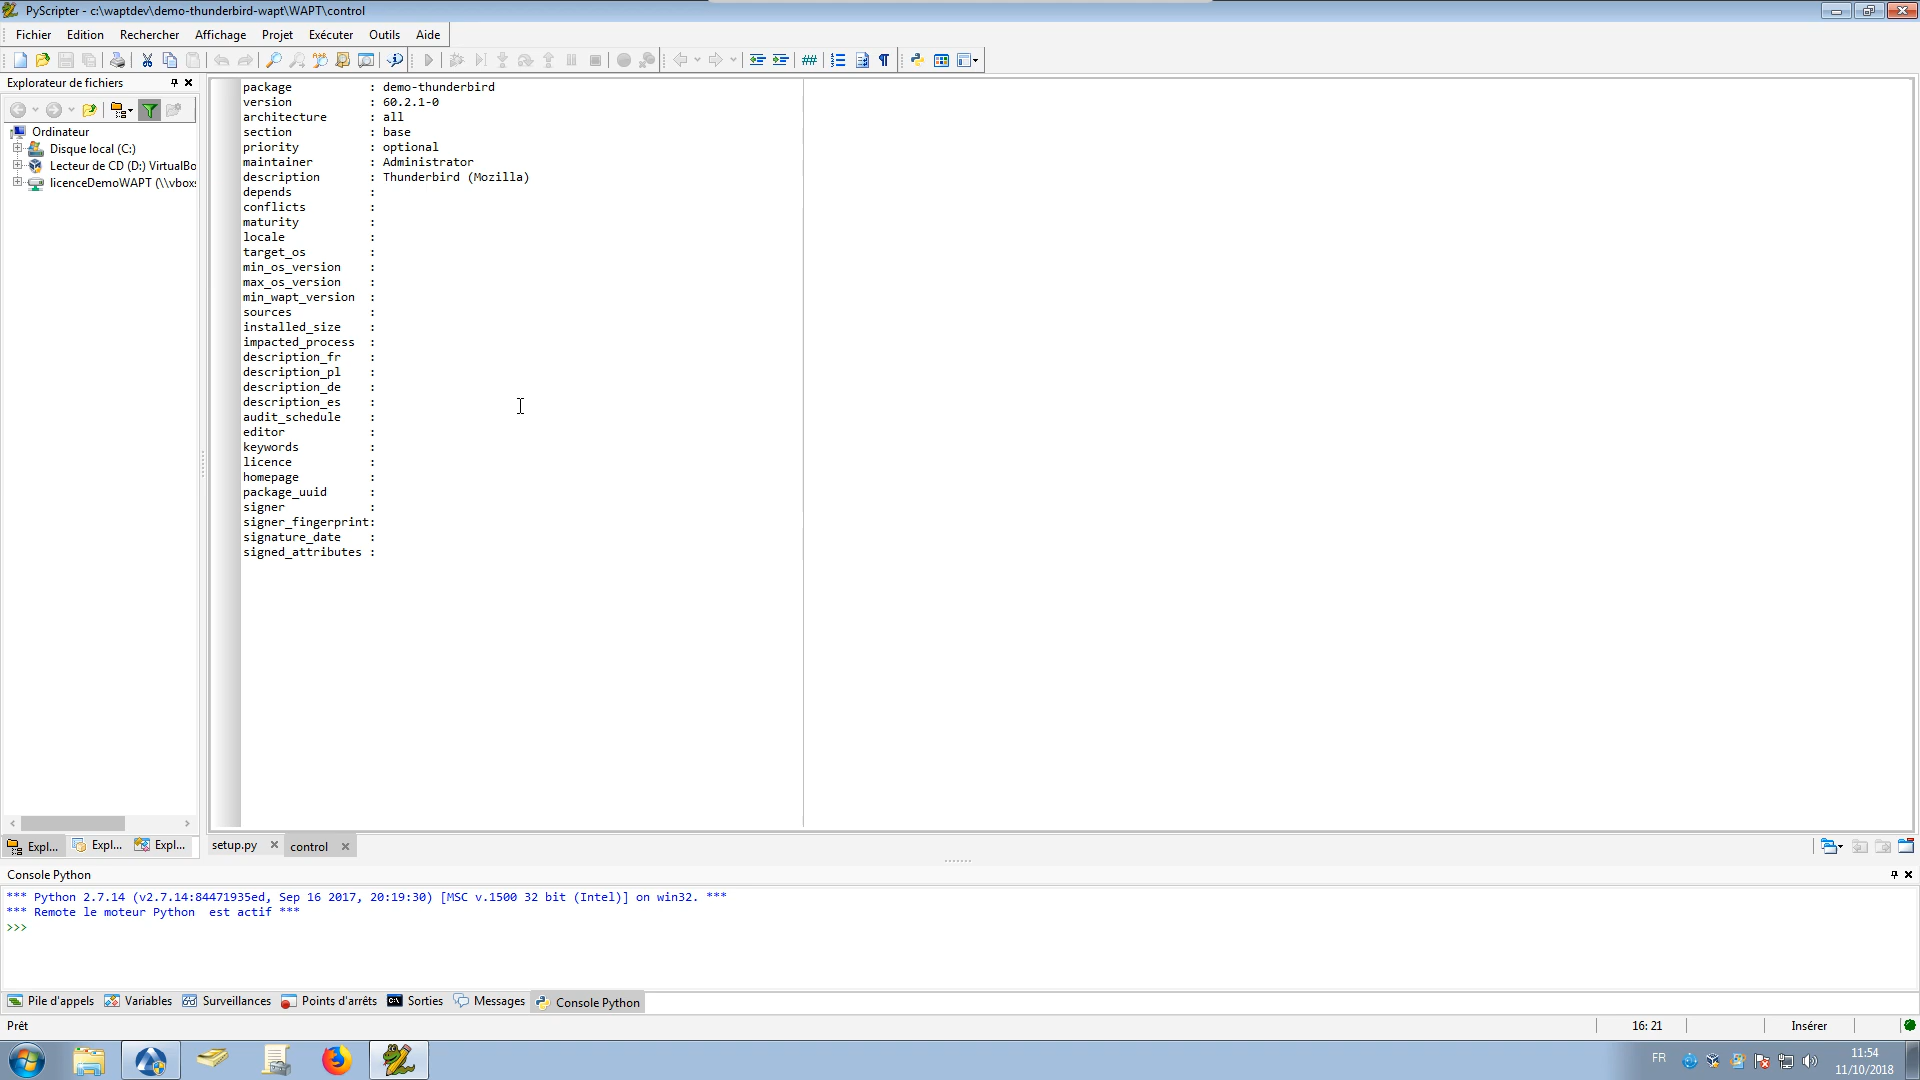 PyScripter - c:\waptdev\demo-thunderbird-wapt\WAPT\control
Fichier Edition Rechercher Affichage Projet Exécuter Outils Aide
Explorateur de fichiers
Ordinateur
Disque local (C:)
Lecteur de CD (D:) VirtualBo
licenceDemoWAPT (\\vboxs
package : demo-thunderbird
version : 60.2.1-0
architecture : all
section : base
priority : optional
maintainer : Administrator
description : Thunderbird (Mozilla)
depends :
conflicts :
maturity :
locale :
target_os :
min_os_version :
max_os_version :
min_wapt_version :
sources :
installed_size :
impacted_process :
description_fr :
description_pl :
description_de :
description_es :
audit_schedule :
editor :
keywords :
licence :
homepage :
package_uuid :
signer :
signer_fingerprint:
signature_date :
signed_attributes :
Expl... Expl... Expl...
setup.py control
Console Python
*** Python 2.7.14 (v2.7.14:84471935ed, Sep 16 2017, 20:19:30) [MSC v.1500 32 bit (Intel)] on win32. ***
*** Remote le moteur Python  est actif ***
>>>
Pile d'appels Variables Surveillances Points d'arrêts Sorties Messages Console Python
Prêt 16: 21 Insérer
FR 11:54
11/10/2018